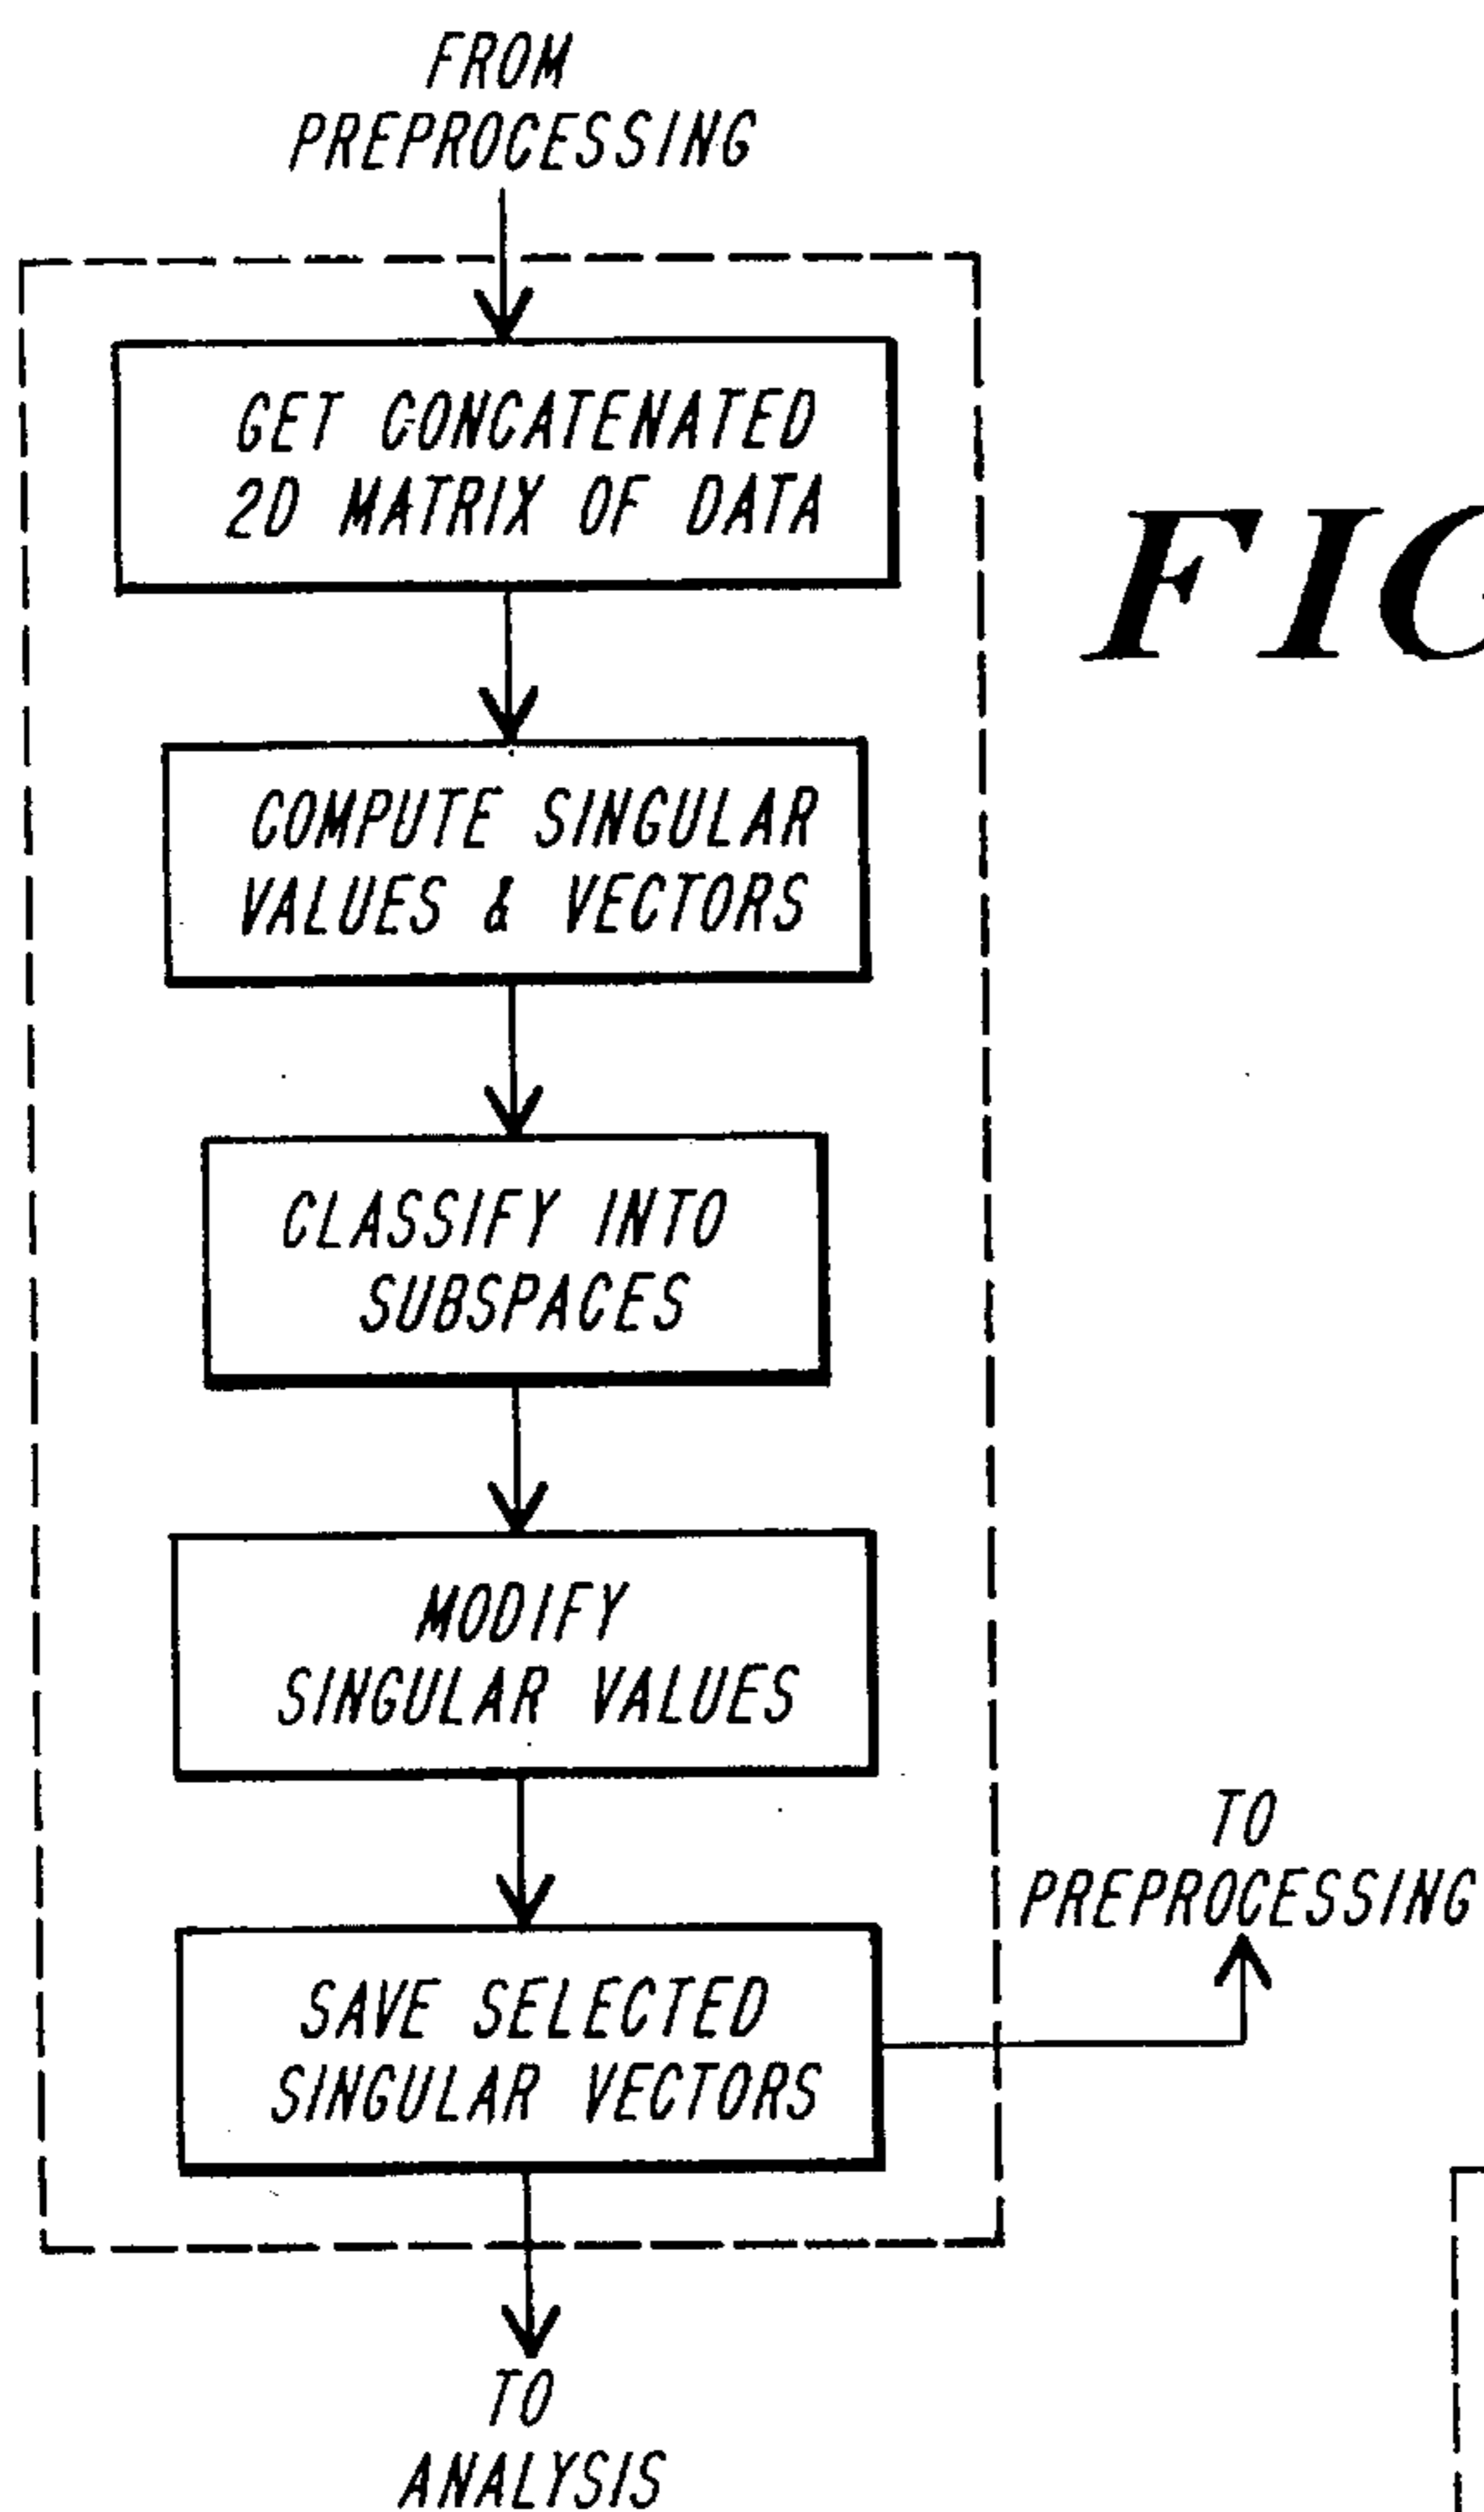 FROM
PREPROCESSING
GET CONCATENATED
2D MATRIX OF DATA
FIG
COMPUTE SINGULAR
VALUES & VECTORS
CLASSIFY INTO
SUBSPACES
MODIFY
SINGULAR VALUES
TO
PREPROCESSING
SAVE SELECTED
SINGULAR VECTORS
TO
ANALYSIS